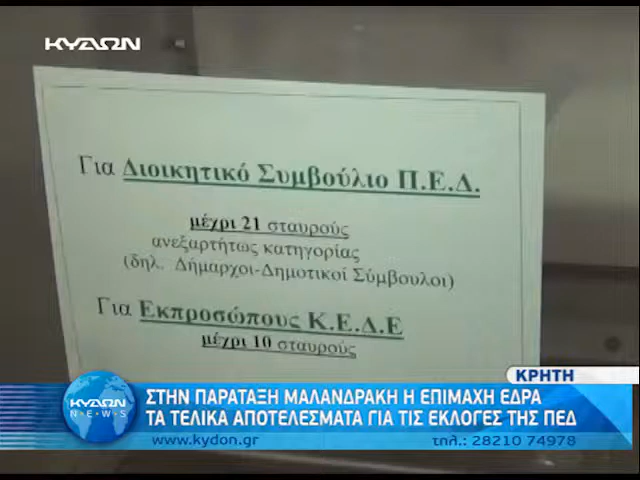 ΚΥΔΩΝ
Για Διοικητικό Συμβούλιο Π.Ε.Δ.
μέχρι 21 σταυρούς
ανεξαρτήτως κατηγορίας
(δηλ. Δήμαρχοι-Δημοτικοί Σύμβουλοι)
Για Εκπροσώπους Κ.Ε.Δ.Ε
μέχρι 10 σταυρούς
ΚΡΗΤΗ
ΚΥΔΩΝ
NEWS
ΣΤΗΝ ΠΑΡΑΤΑΞΗ ΜΑΛΑΝΔΡΑΚΗ Η ΕΠΙΜΑΧΗ ΕΔΡΑ
ΤΑ ΤΕΛΙΚΑ ΑΠΟΤΕΛΕΣΜΑΤΑ ΓΙΑ ΤΙΣ ΕΚΛΟΓΕΣ ΤΗΣ ΠΕΔ
www.kydon.gr
τηλ.: 28210 74978